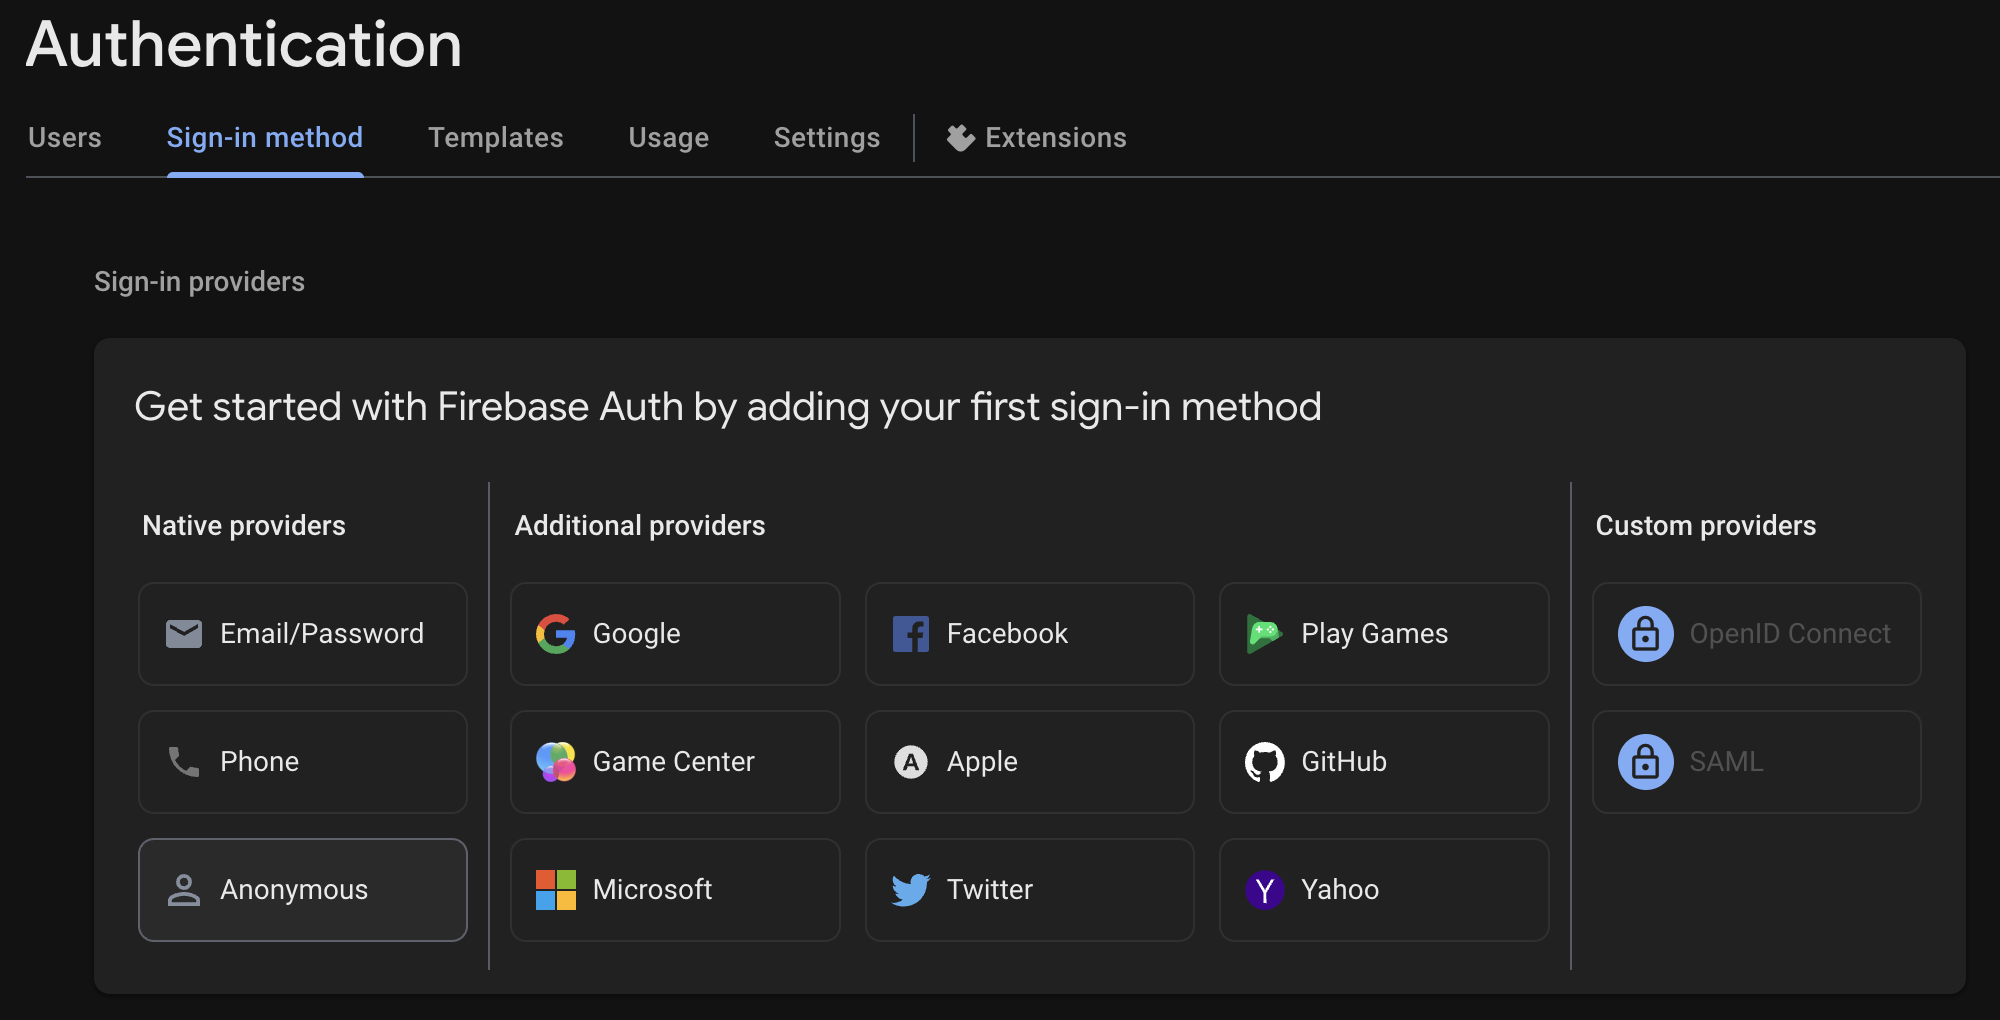 Authentication
Users Sign-in method Templates Usage Settings Extensions
Sign-in providers
Get started with Firebase Auth by adding your first sign-in method
Native providers Additional providers Custom providers
Email/Password Google Facebook Play Games OpenID Connect
Phone Game Center Apple GitHub SAML
Anonymous Microsoft Twitter Yahoo